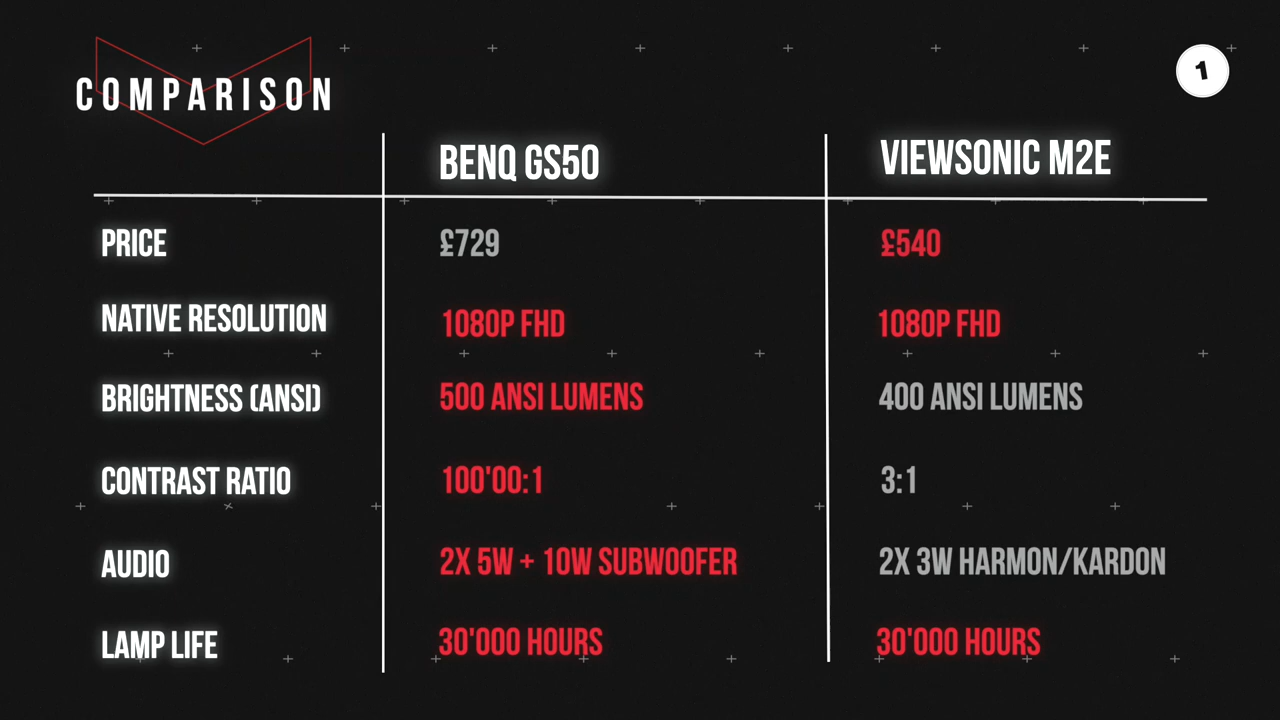 COMPARISON
1
BENQ GS50
VIEWSONIC M2E
PRICE
£729
£540
NATIVE RESOLUTION
1080P FHD
1080P FHD
BRIGHTNESS (ANSI)
500 ANSI LUMENS
400 ANSI LUMENS
CONTRAST RATIO
100'00:1
3:1
AUDIO
2X 5W + 10W SUBWOOFER
2X 3W HARMON/KARDON
LAMP LIFE
30'000 HOURS
30'000 HOURS